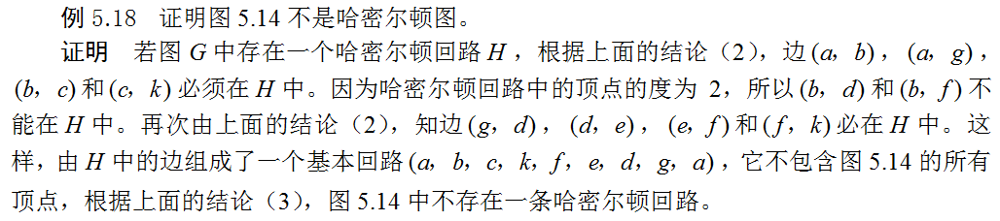 例 5.18 证明图 5.14 不是哈密尔顿图。
证明 若图 G 中存在一个哈密尔顿回路 H，根据上面的结论（2），边(a，b)，(a，g)，
(b，c)和(c，k)必须在 H 中。因为哈密尔顿回路中的顶点的度为 2，所以(b，d)和(b，f)不
能在 H 中。再次由上面的结论（2），知边(g，d)，(d，e)，(e，f)和(f，k)必在 H 中。这
样，由 H 中的边组成了一个基本回路(a，b，c，k，f，e，d，g，a)，它不包含图 5.14 的所有
顶点，根据上面的结论（3），图 5.14 中不存在一条哈密尔顿回路。